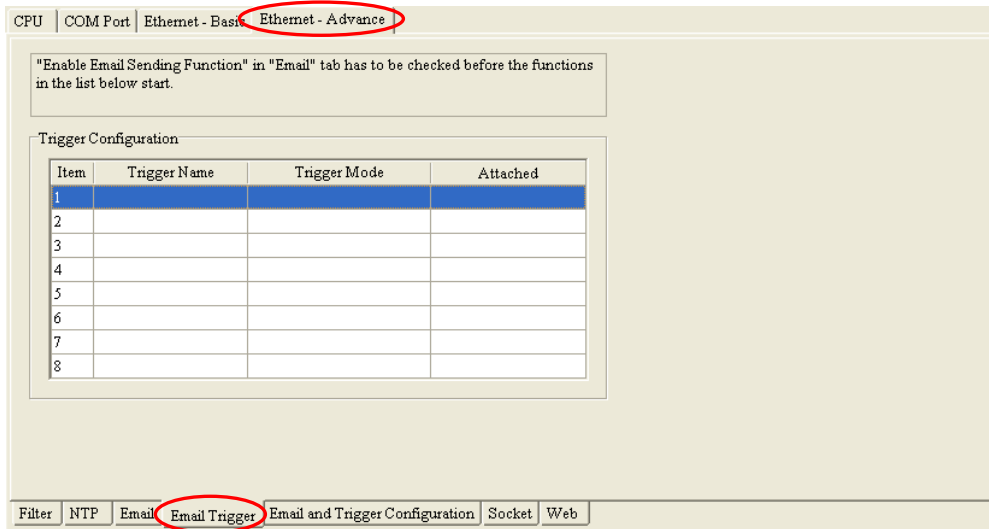 CPU COM Port Ethernet - Basic Ethernet - Advance
"Enable Email Sending Function" in "Email" tab has to be checked before the functions
in the list below start.
Trigger Configuration
Item Trigger Name Trigger Mode Attached
1
2
3
4
5
6
7
8
Filter NTP Email Email Trigger Email and Trigger Configuration Socket Web